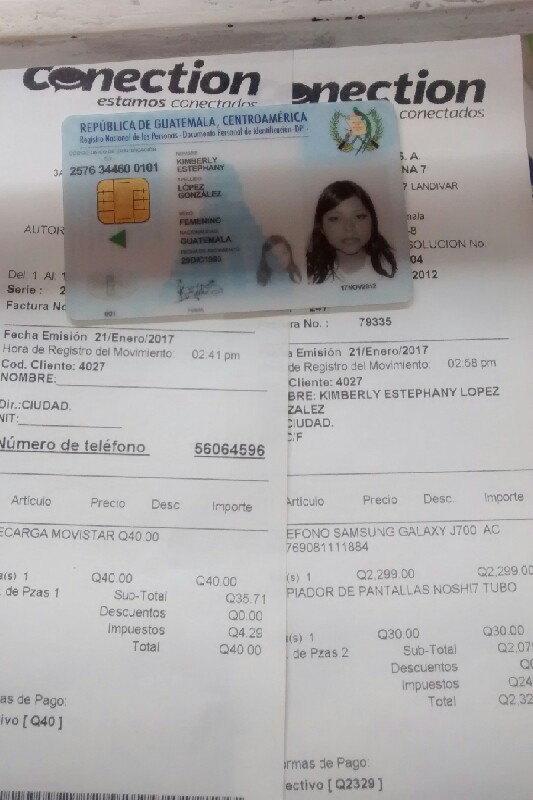 conection
estamos conectados
onection
conectados
REPÚBLICA DE GUATEMALA, CENTROAMÉRICA
Registro Nacional de las Personas - Documento Personal de Identificación DPI
2576 34460 0101
KIMBERLY
ESTEPHANY
LÓPEZ
GONZÁLEZ
FEMENINO
GUATEMALA
S. A.
NA 7
7 LANDIVAR
AUTOR
-8
SOLUCION No
04
2012
Del 1 Al: 1
Serie : 2
Factura No
ra No. : 79335
Fecha Emisión 21/Enero/2017
Hora de Registro del Movimiento: 02:41 pm
Cod. Cliente: 4027
NOMBRE:
Dir.:CIUDAD.
NIT:
Número de teléfono 56064596
Articulo Precio Desc. Importe
ECARGA MOVISTAR Q40.00
(s) 1 Q40.00 Q40.00
. de Pzas 1 Sub-Total Q35.71
Descuentos Q0.00
Impuestos Q4.29
Total Q40.00
mas de Pago:
tivo [ Q40 ]
a Emisión 21/Enero/2017
de Registro del Movimiento: 02:58 pm
Cliente: 4027
BRE: KIMBERLY ESTEPHANY LOPEZ
ZALEZ
CIUDAD.
C/F
Articulo Precio Desc. Importe
EFONO SAMSUNG GALAXY J700 AC
769081111884
(s) 1 Q2,299.00 Q2,299.00
PIADOR DE PANTALLAS NOSHI7 TUBO
(s) 1 Q30.00 Q30.00
. de Pzas 2 Sub-Total Q2,07
Descuentos Q0
Impuestos Q24
Total Q2,32
ormas de Pago:
ectivo [ Q2329 ]